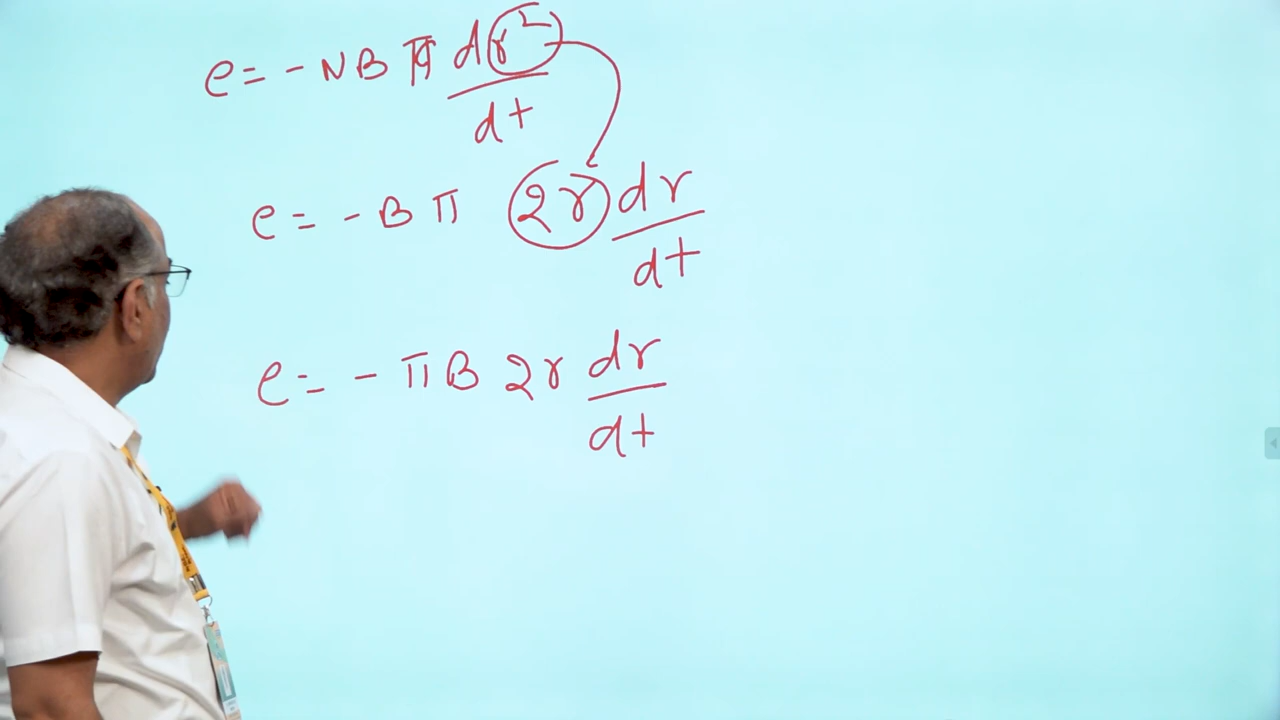 e = - N B π dr²/dt
e = - B π 2r dr/dt
e = - π B 2r dr/dt